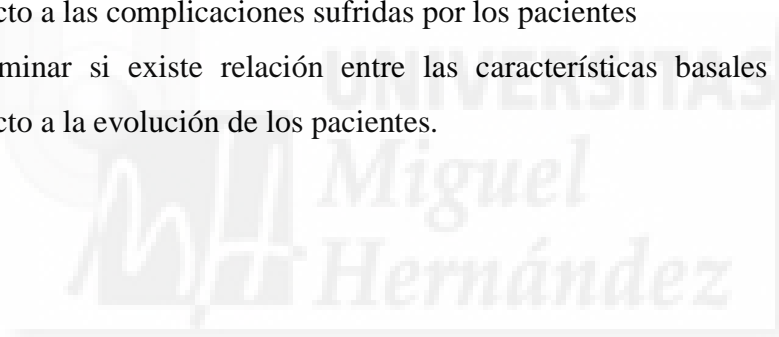 cto a las complicaciones sufridas por los pacientes
minar si existe relación entre las características basales
cto a la evolución de los pacientes.
UNIVERSITAS
Miguel
Hernández